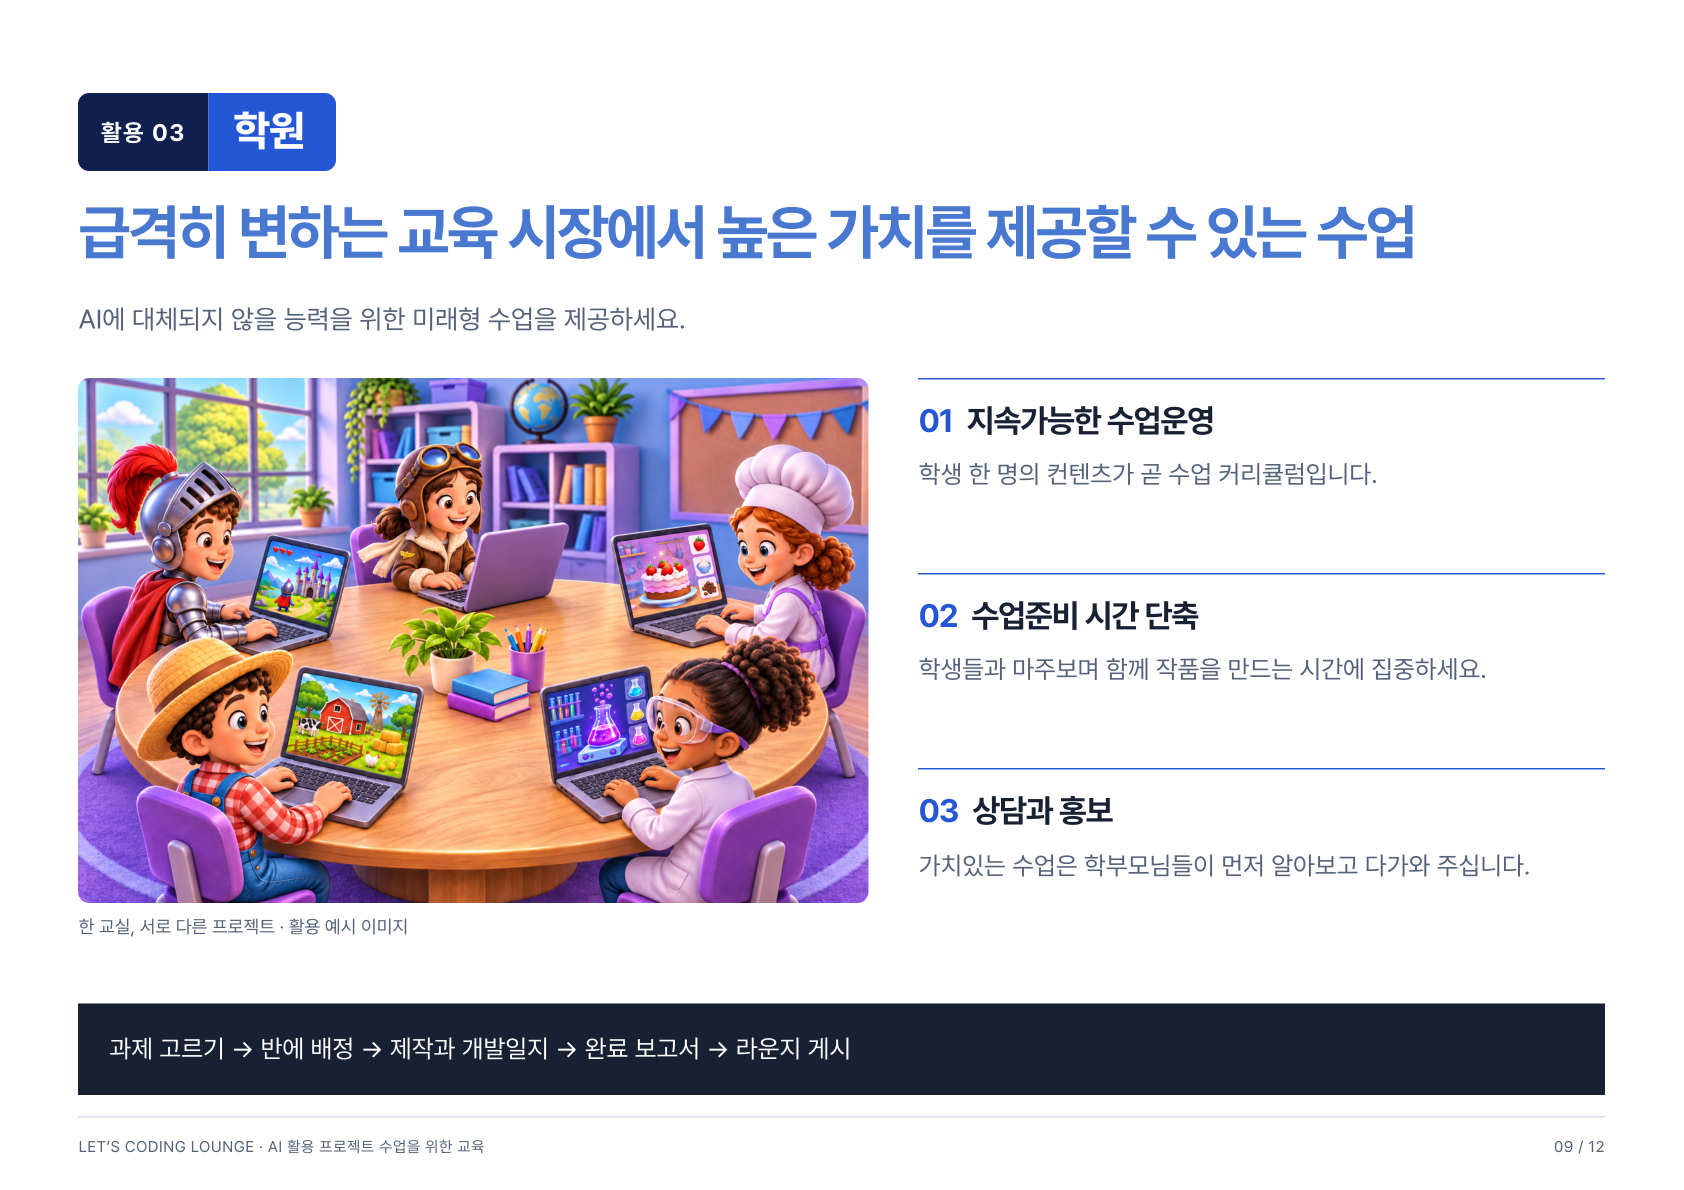 활용 03 학원
급격히 변하는 교육 시장에서 높은 가치를 제공할 수 있는 수업
AI에 대체되지 않을 능력을 위한 미래형 수업을 제공하세요.
한 교실, 서로 다른 프로젝트 · 활용 예시 이미지
01 지속가능한 수업운영
학생 한 명의 컨텐츠가 곧 수업 커리큘럼입니다.
02 수업준비 시간 단축
학생들과 마주보며 함께 작품을 만드는 시간에 집중하세요.
03 상담과 홍보
가치있는 수업은 학부모님들이 먼저 알아보고 다가와 주십니다.
과제 고르기 → 반에 배정 → 제작과 개발일지 → 완료 보고서 → 라운지 게시
LET'S CODING LOUNGE · AI 활용 프로젝트 수업을 위한 교육
09 / 12